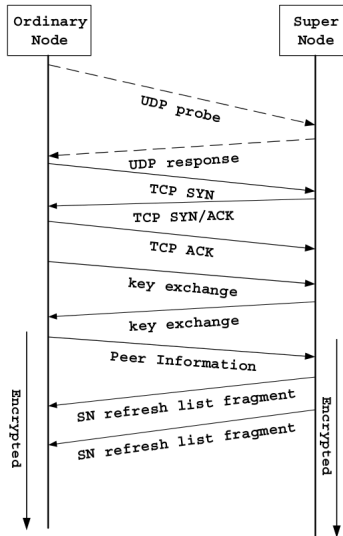 Ordinary
Node
Super
Node
UDP probe
UDP response
TCP SYN
TCP SYN/ACK
TCP ACK
key exchange
key exchange
Peer Information
SN refresh list fragment
SN refresh list fragment
Encrypted
Encrypted